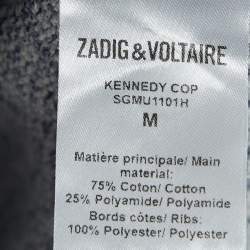 ZADIG&VOLTAIRE
KENNEDY COP
SGMU1101H
M
Matière principale/ Main
material:
75% Coton/ Cotton
25% Polyamide/ Polyamide
Bords côtes/ Ribs:
100% Polyester/ Polyester